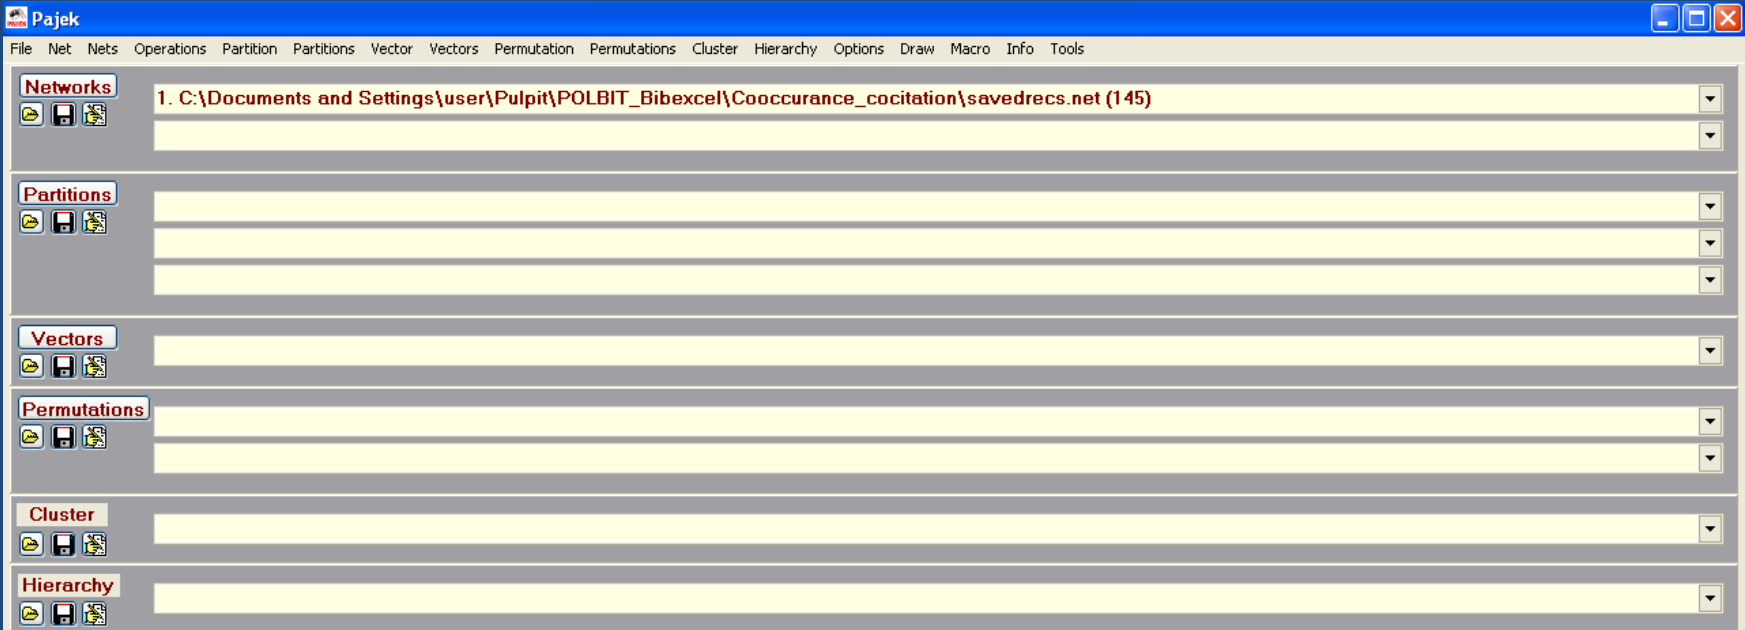 Pajek
File Net Nets Operations Partition Partitions Vector Vectors Permutation Permutations Cluster Hierarchy Options Draw Macro Info Tools
Networks
1. C:\Documents and Settings\user\Pulpit\POLBIT_Bibexcel\Cooccurance_cocitation\savedrecs.net (145)
Partitions
Vectors
Permutations
Cluster
Hierarchy